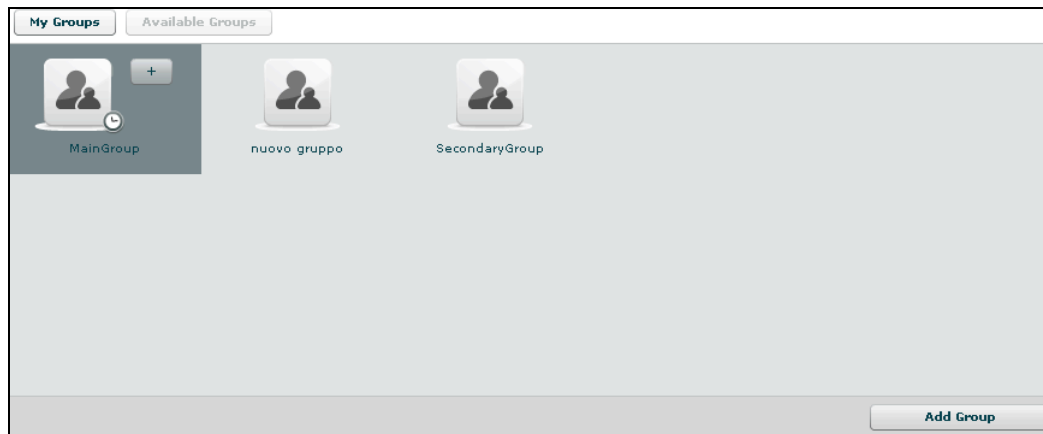 My Groups
Available Groups
+
MainGroup
nuovo gruppo
SecondaryGroup
Add Group